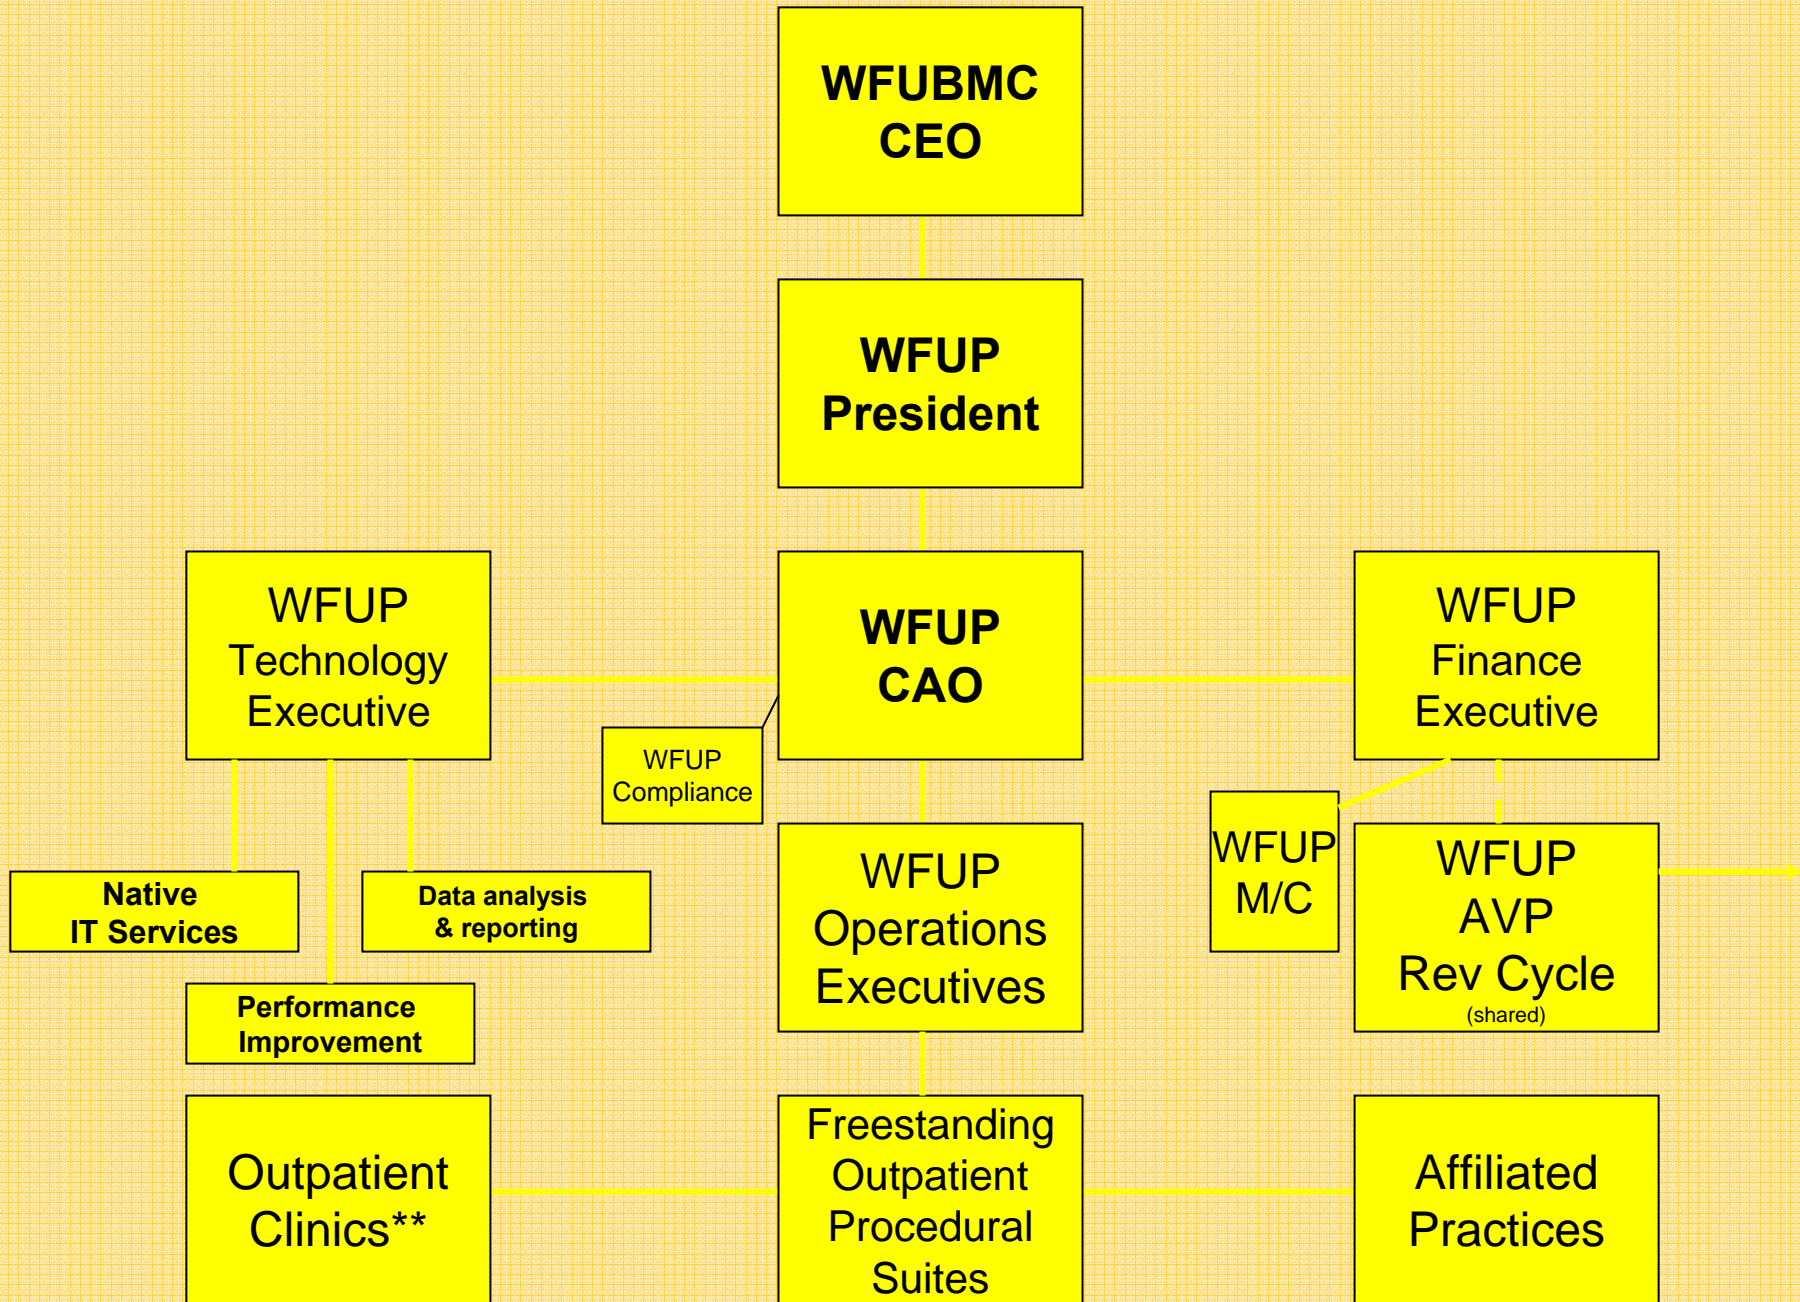 WFUBMC
CEO
WFUP
President
WFUP
Technology
Executive
WFUP
CAO
WFUP
Finance
Executive
WFUP
Compliance
WFUP
M/C
WFUP
Operations
Executives
WFUP
AVP
Rev Cycle
(shared)
Native
IT Services
Data analysis
& reporting
Performance
Improvement
Outpatient
Clinics**
Freestanding
Outpatient
Procedural
Suites
Affiliated
Practices